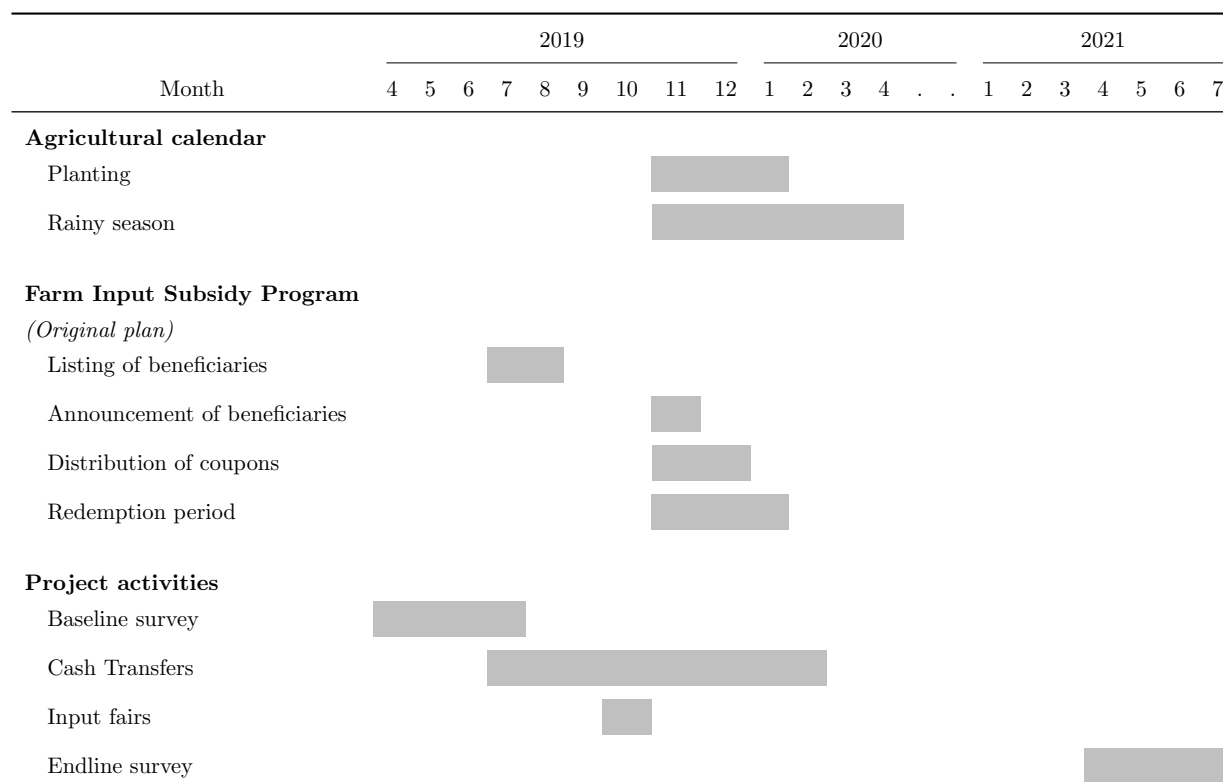 2019 2020 2021
Month 4 5 6 7 8 9 10 11 12 1 2 3 4 . . 1 2 3 4 5 6 7
Agricultural calendar
Planting
Rainy season
Farm Input Subsidy Program
(Original plan)
Listing of beneficiaries
Announcement of beneficiaries
Distribution of coupons
Redemption period
Project activities
Baseline survey
Cash Transfers
Input fairs
Endline survey